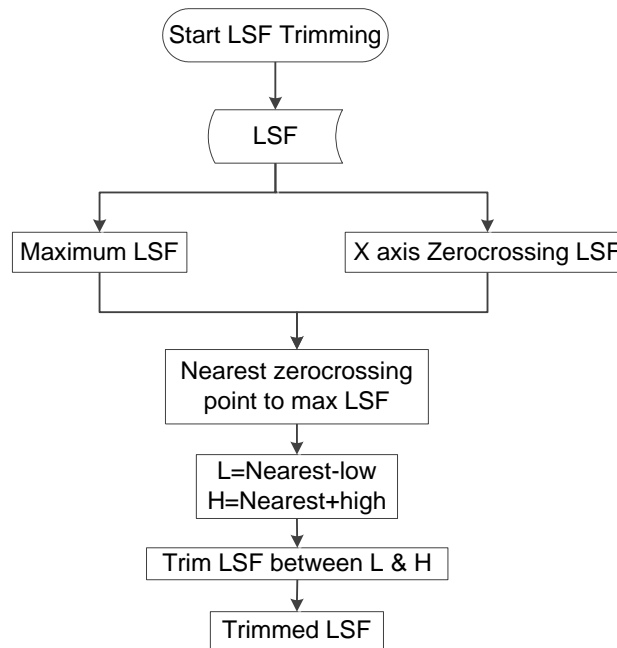 Start LSF Trimming
LSF
Maximum LSF
X axis Zerocrossing LSF
Nearest zerocrossing
point to max LSF
L=Nearest-low
H=Nearest+high
Trim LSF between L & H
Trimmed LSF